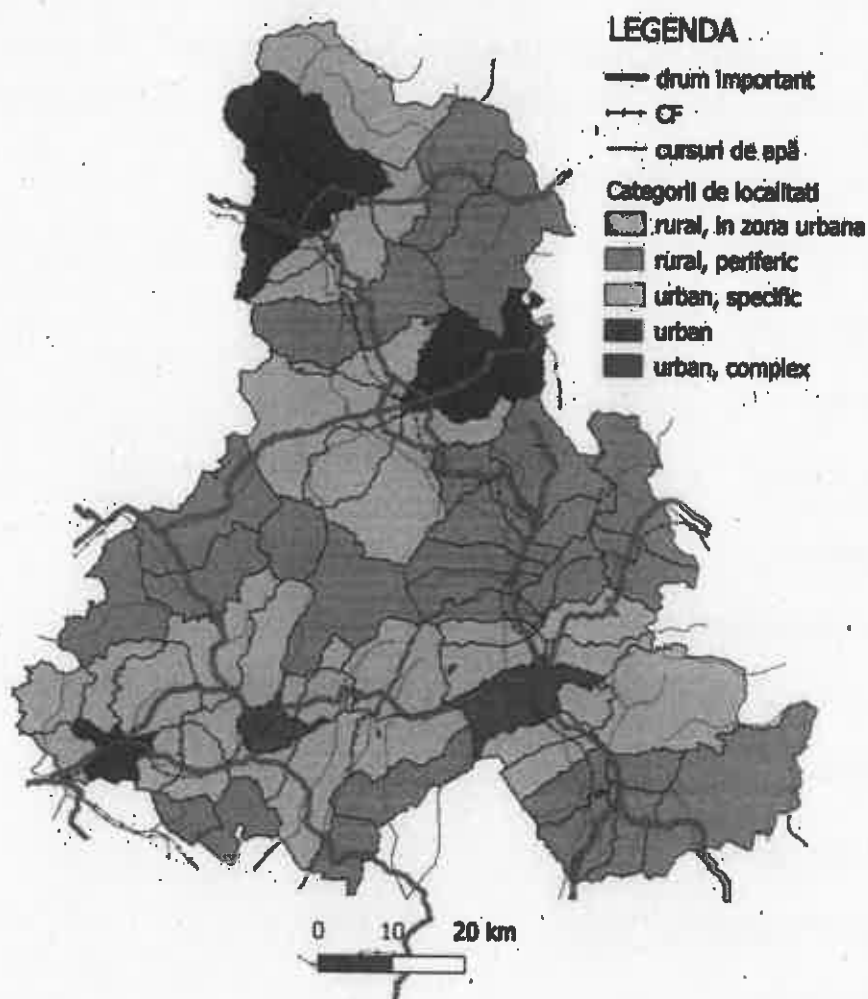 LEGENDA
drum important
CF
cursuri de apă
Categorii de localitati
rural, in zona urbana
rural, periferic
urban, specific
urban
urban, complex
0 10 20 km